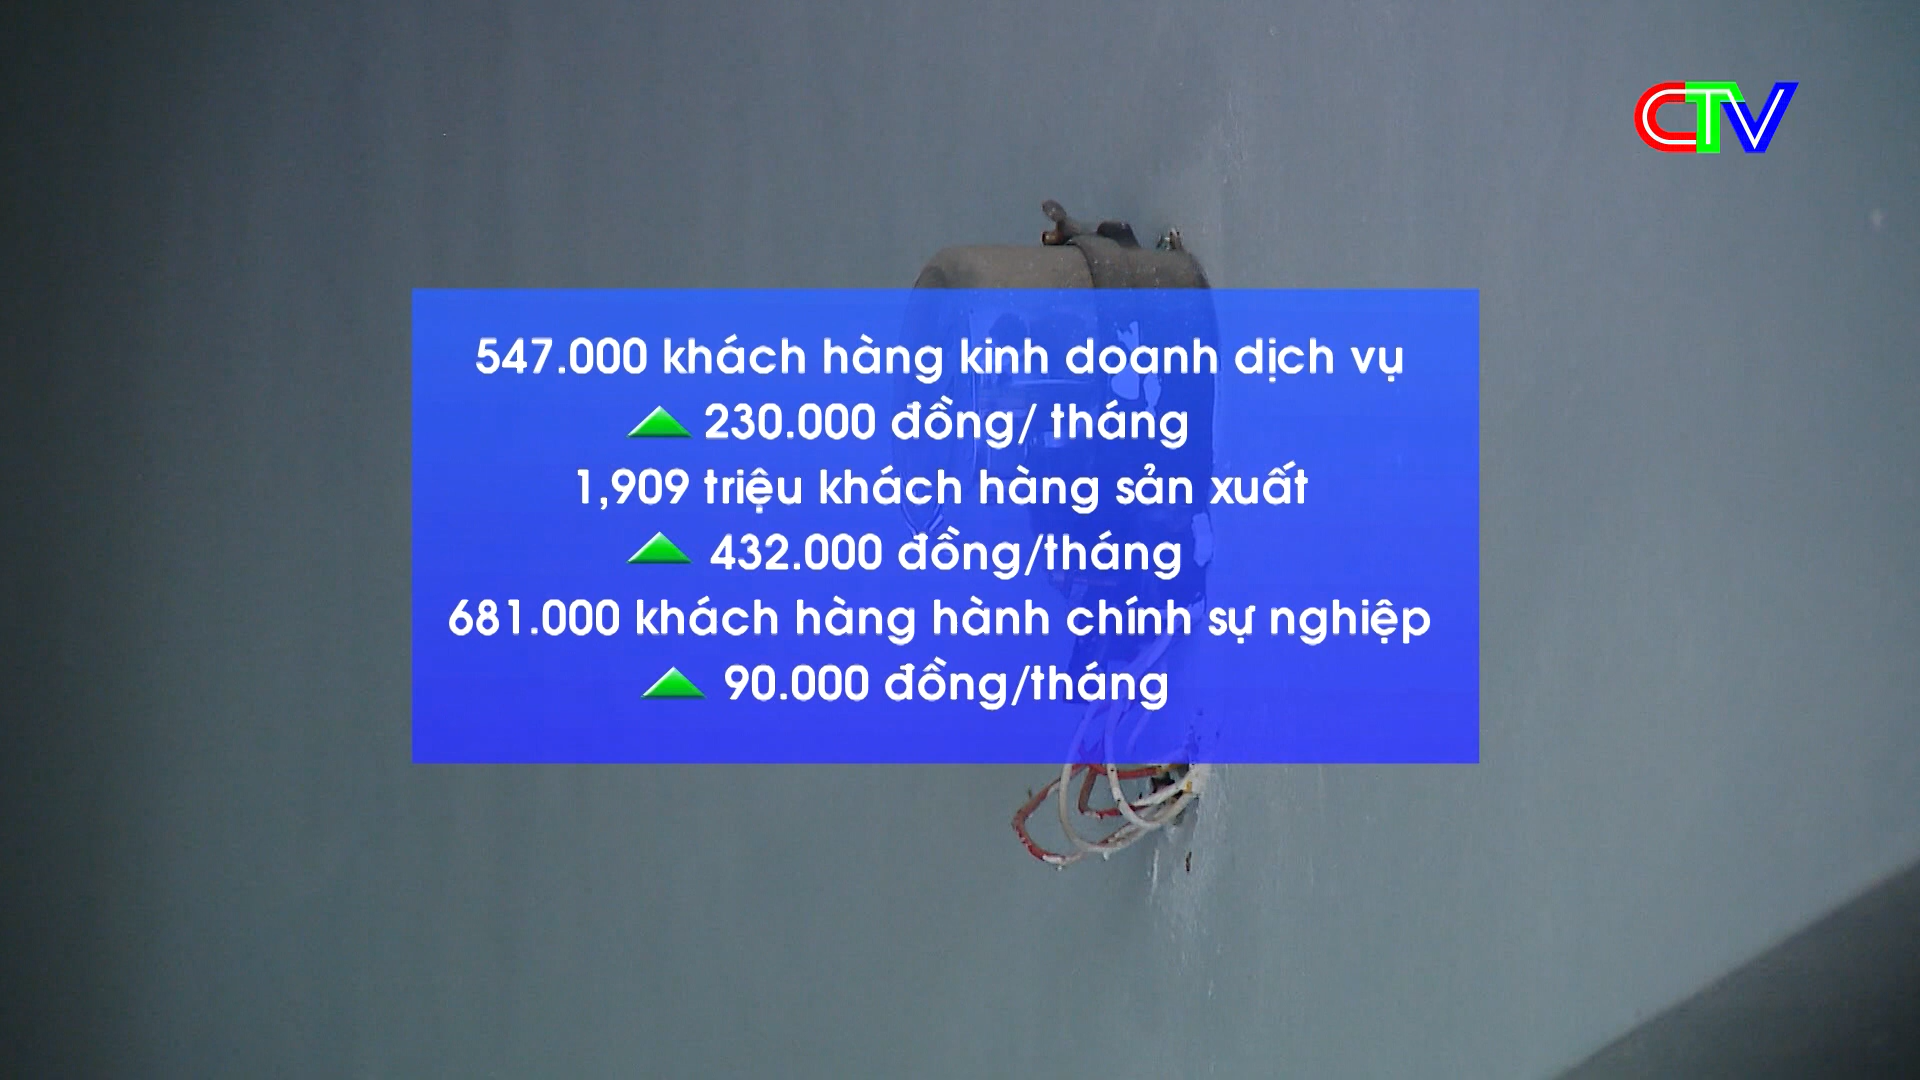 CTV
547.000 khách hàng kinh doanh dịch vụ
230.000 đồng/ tháng
1,909 triệu khách hàng sản xuất
432.000 đồng/tháng
681.000 khách hàng hành chính sự nghiệp
90.000 đồng/tháng